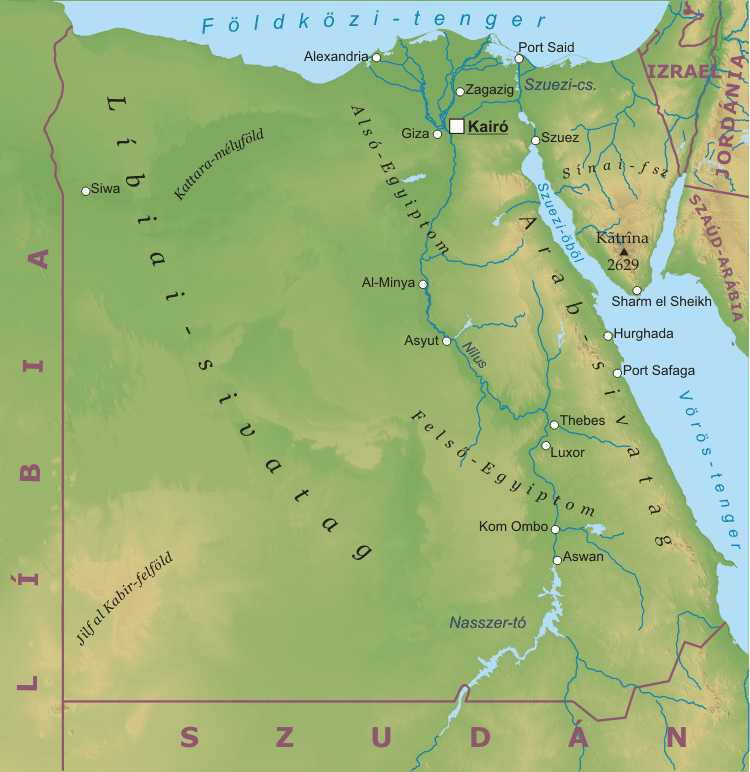 Földközi-tenger
Port Said
Alexandria
Szuezi-cs.
IZRAEL
JORDÁNIA
Zagazig
Kairó
Giza
Szuez
Líbiai-sivatag
Kattara-mélyföld
Alsó-Egyiptom
Sínai-fsz
Siwa
Szuezi-öböl
SZAÚD-ARÁBIA
Kãtrîna
2629
Arab-sivatag
Al-Minya
Sharm el Sheikh
Hurghada
Asyut
Nílus
Port Safaga
Vörös-tenger
Thebes
Felső-Egyiptom
Luxor
Kom Ombo
Aswan
Jilf al Kabir-felföld
Nasszer-tó
LÍBIA
SZUDÁN